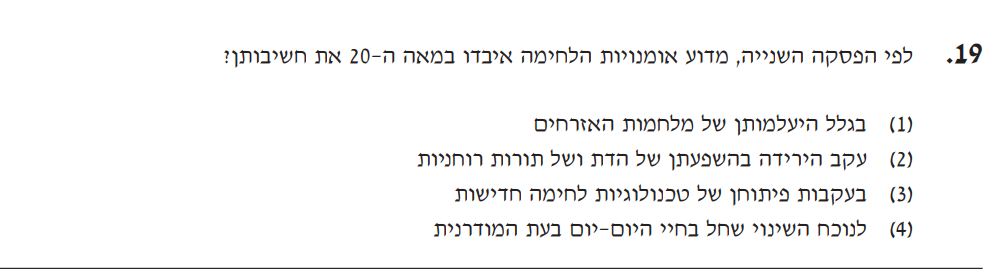 19. לפי הפסקה השנייה, מדוע אומנויות הלחימה איבדו במאה ה-20 את חשיבותן?
(1) בגלל היעלמותן של מלחמות האזרחים
(2) עקב הירידה בהשפעתן של הדת ושל תורות רוחניות
(3) בעקבות פיתוחן של טכנולוגיות לחימה חדישות
(4) לנוכח השינוי שחל בחיי היום-יום בעת המודרנית